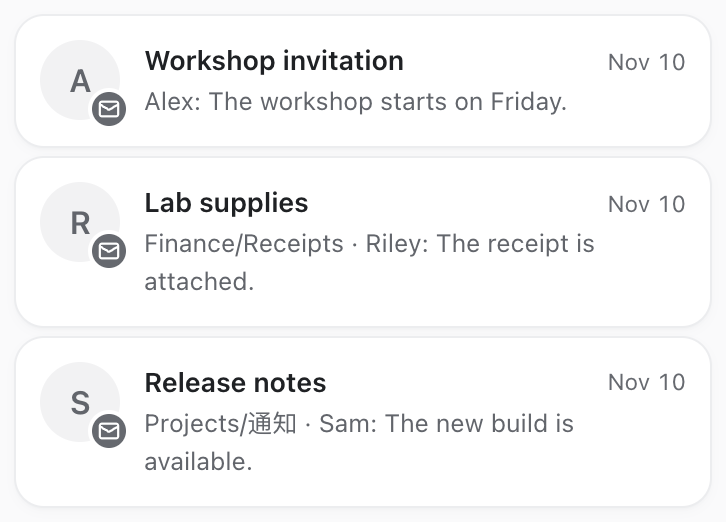 A
Workshop invitation
Nov 10
Alex: The workshop starts on Friday.
R
Lab supplies
Nov 10
Finance/Receipts · Riley: The receipt is
attached.
S
Release notes
Nov 10
Projects/通知 · Sam: The new build is
available.